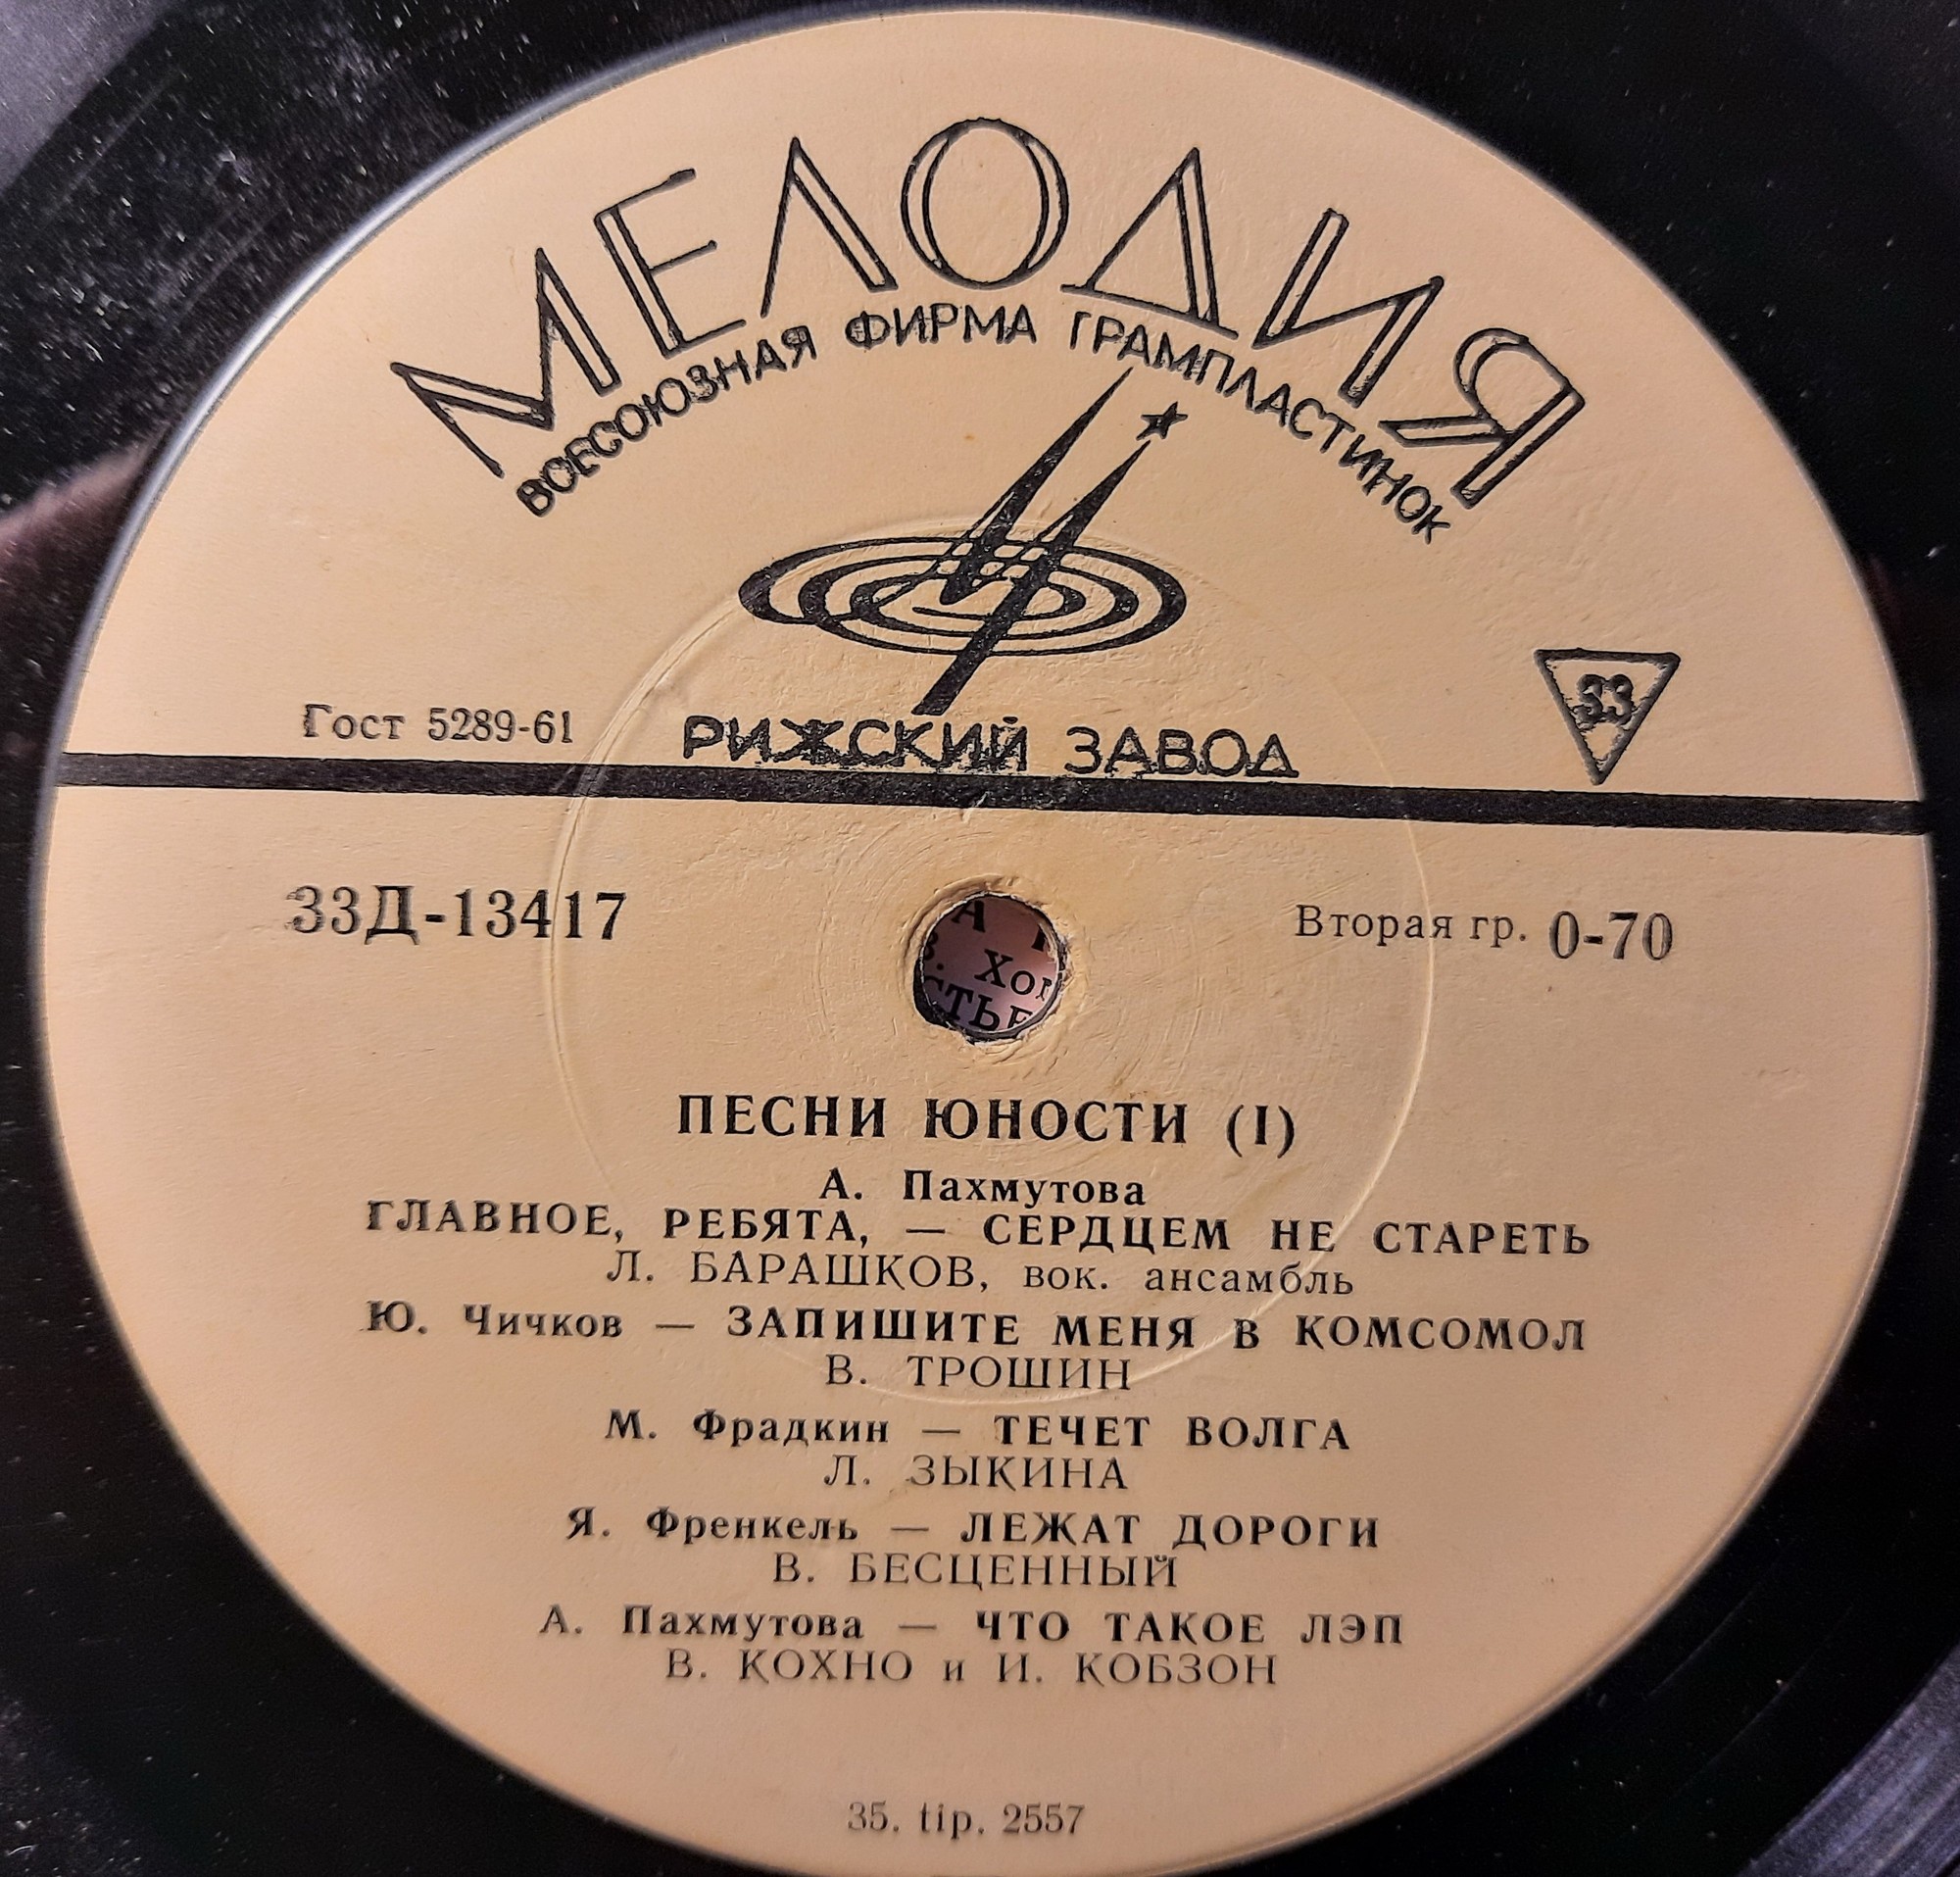 МЕЛОДИЯ
ВСЕСОЮЗНАЯ ФИРМА ГРАМПЛАСТИНОК
33
Гост 5289-61
РИЖСКИЙ ЗАВОД
33Д-13417
Вторая гр. 0-70
ПЕСНИ ЮНОСТИ (I)
А. Пахмутова
ГЛАВНОЕ, РЕБЯТА, — СЕРДЦЕМ НЕ СТАРЕТЬ
Л. БАРАШКОВ, вок. ансамбль
Ю. Чичков — ЗАПИШИТЕ МЕНЯ В КОМСОМОЛ
В. ТРОШИН
М. Фрадкин — ТЕЧЕТ ВОЛГА
Л. ЗЫКИНА
Я. Френкель — ЛЕЖАТ ДОРОГИ
В. БЕСЦЕННЫЙ
А. Пахмутова — ЧТО ТАКОЕ ЛЭП
В. КОХНО и И. КОБЗОН
35. tip. 2557